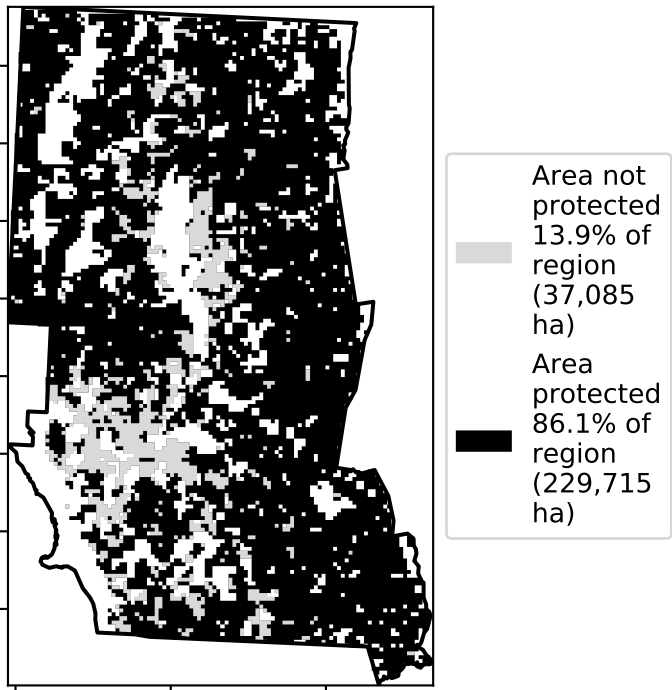 Area not
protected
13.9% of
region
(37,085
ha)
Area
protected
86.1% of
region
(229,715
ha)